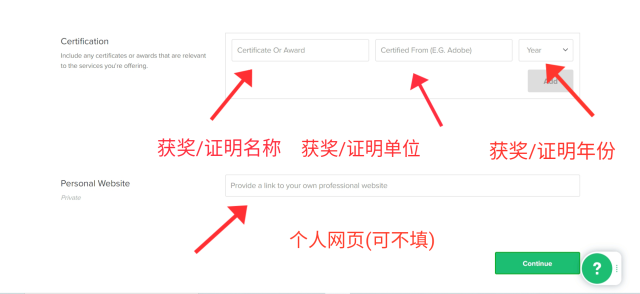 Certification
Include any certificates or awards that are relevant
to the services you're offering.
Certificate Or Award
Certified From (E.G. Adobe)
Year
Add
获奖/证明名称
获奖/证明单位
获奖/证明年份
Personal Website
Private
Provide a link to your own professional website
个人网页(可不填)
Continue
?